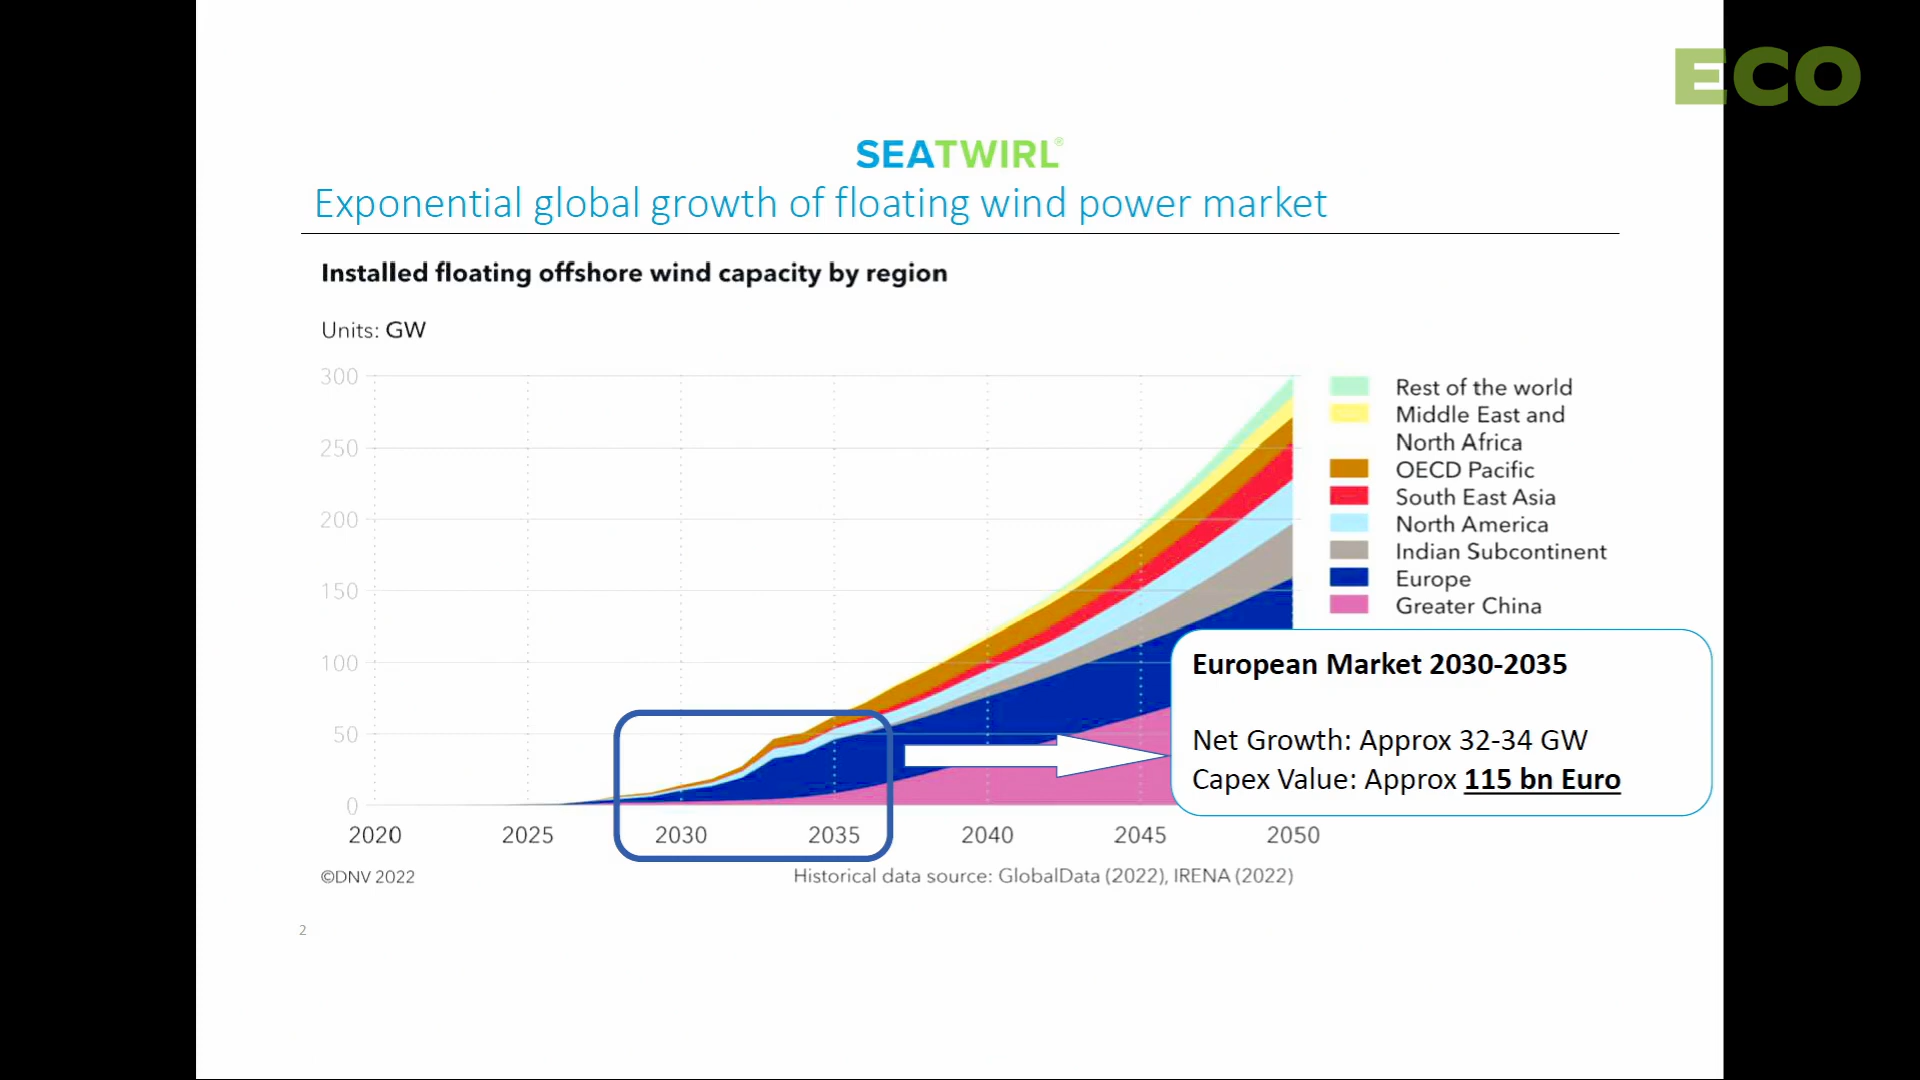 ECO
SEATWIRL®
Exponential global growth of floating wind power market
Installed floating offshore wind capacity by region
Units: GW
300
250
200
150
100
50
0
2020 2025 2030 2035 2040 2045 2050
Rest of the world
Middle East and
North Africa
OECD Pacific
South East Asia
North America
Indian Subcontinent
Europe
Greater China
European Market 2030-2035
Net Growth: Approx 32-34 GW
Capex Value: Approx 115 bn Euro
©DNV 2022
Historical data source: GlobalData (2022), IRENA (2022)
2